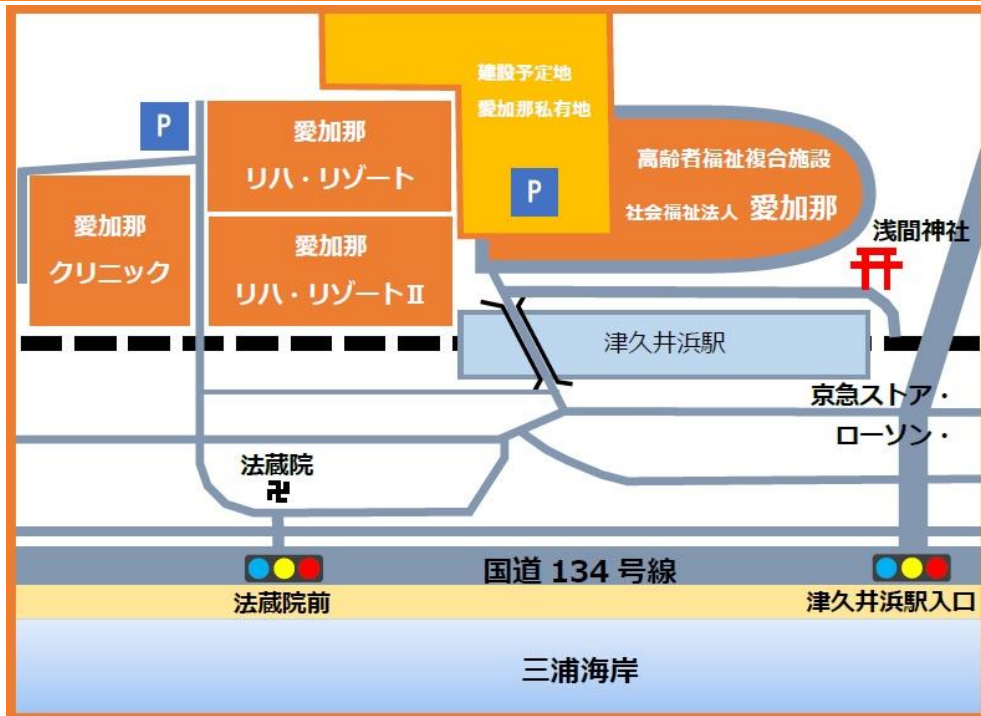 建設予定地
愛加那私有地
P
P
愛加那
リハ・リゾート
高齢者福祉複合施設
社会福祉法人 愛加那
愛加那
クリニック
愛加那
リハ・リゾートⅡ
浅間神社
津久井浜駅
京急ストア・
ローソン・
法蔵院
卍
国道 134 号線
法蔵院前
津久井浜駅入口
三浦海岸